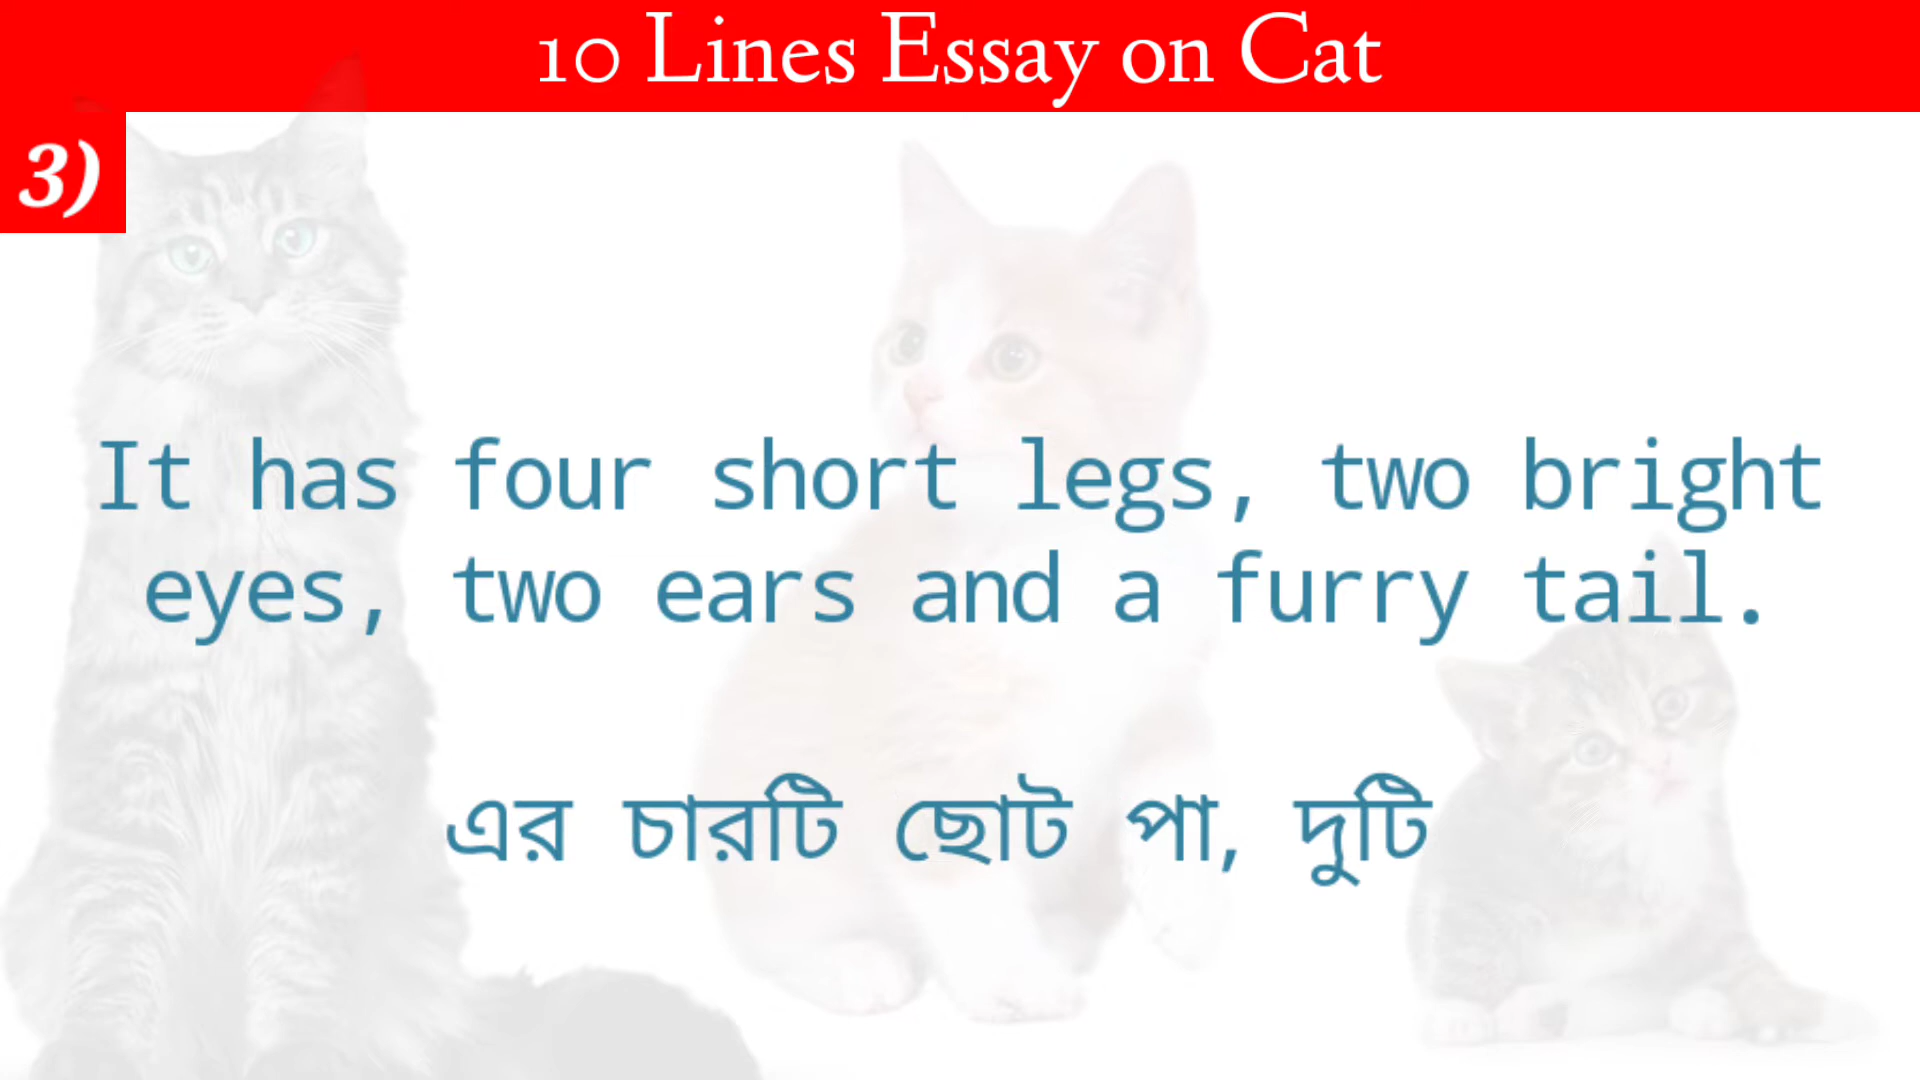 10 Lines Essay on Cat
3)
It has four short legs, two bright
eyes, two ears and a furry tail.
এর চারটি ছোট পা, দুটি